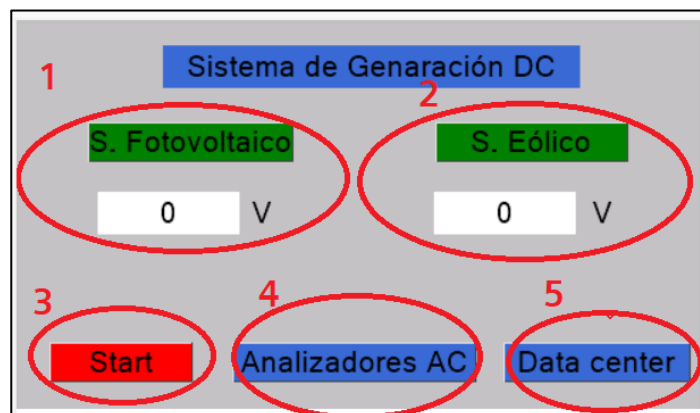 Sistema de Genaración DC
1
2
S. Fotovoltaico
S. Eólico
0 V
0 V
3
4
5
Start
Analizadores AC
Data center